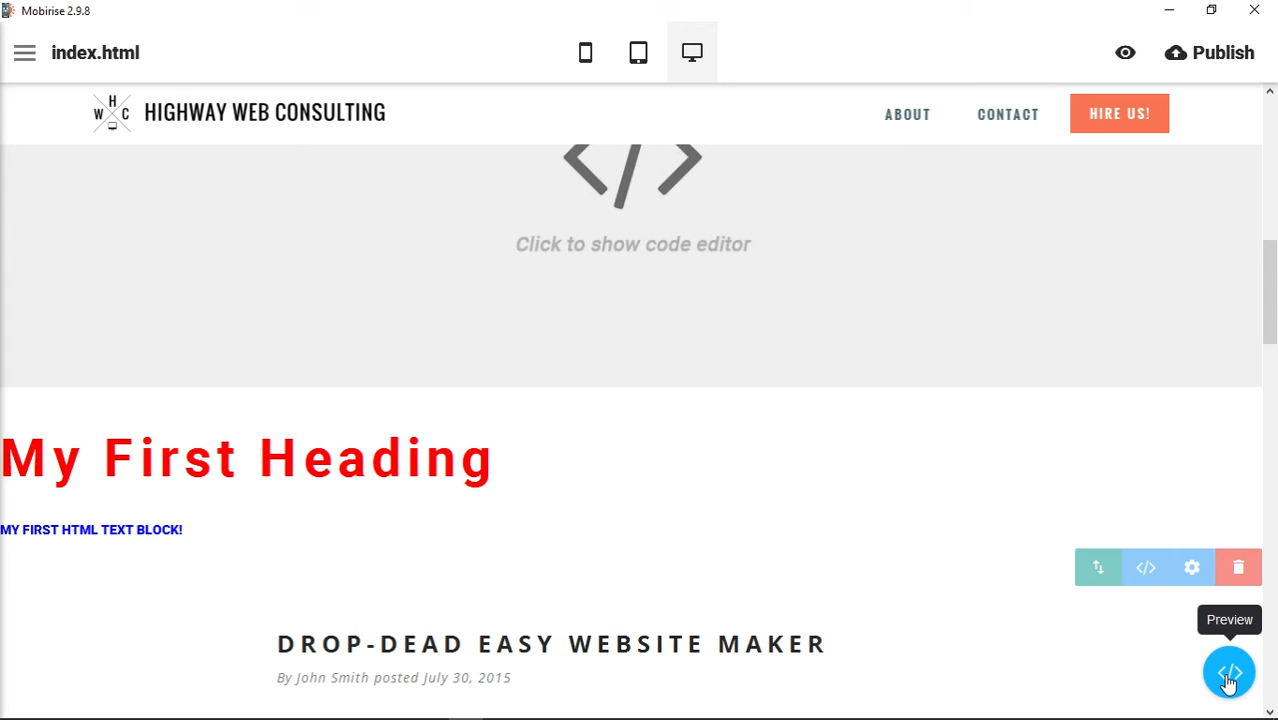 Mobirise 2.9.8
index.html
Publish
W H C
HIGHWAY WEB CONSULTING
ABOUT
CONTACT
HIRE US!
Click to show code editor
My First Heading
MY FIRST HTML TEXT BLOCK!
DROP-DEAD EASY WEBSITE MAKER
By John Smith posted July 30, 2015
Preview